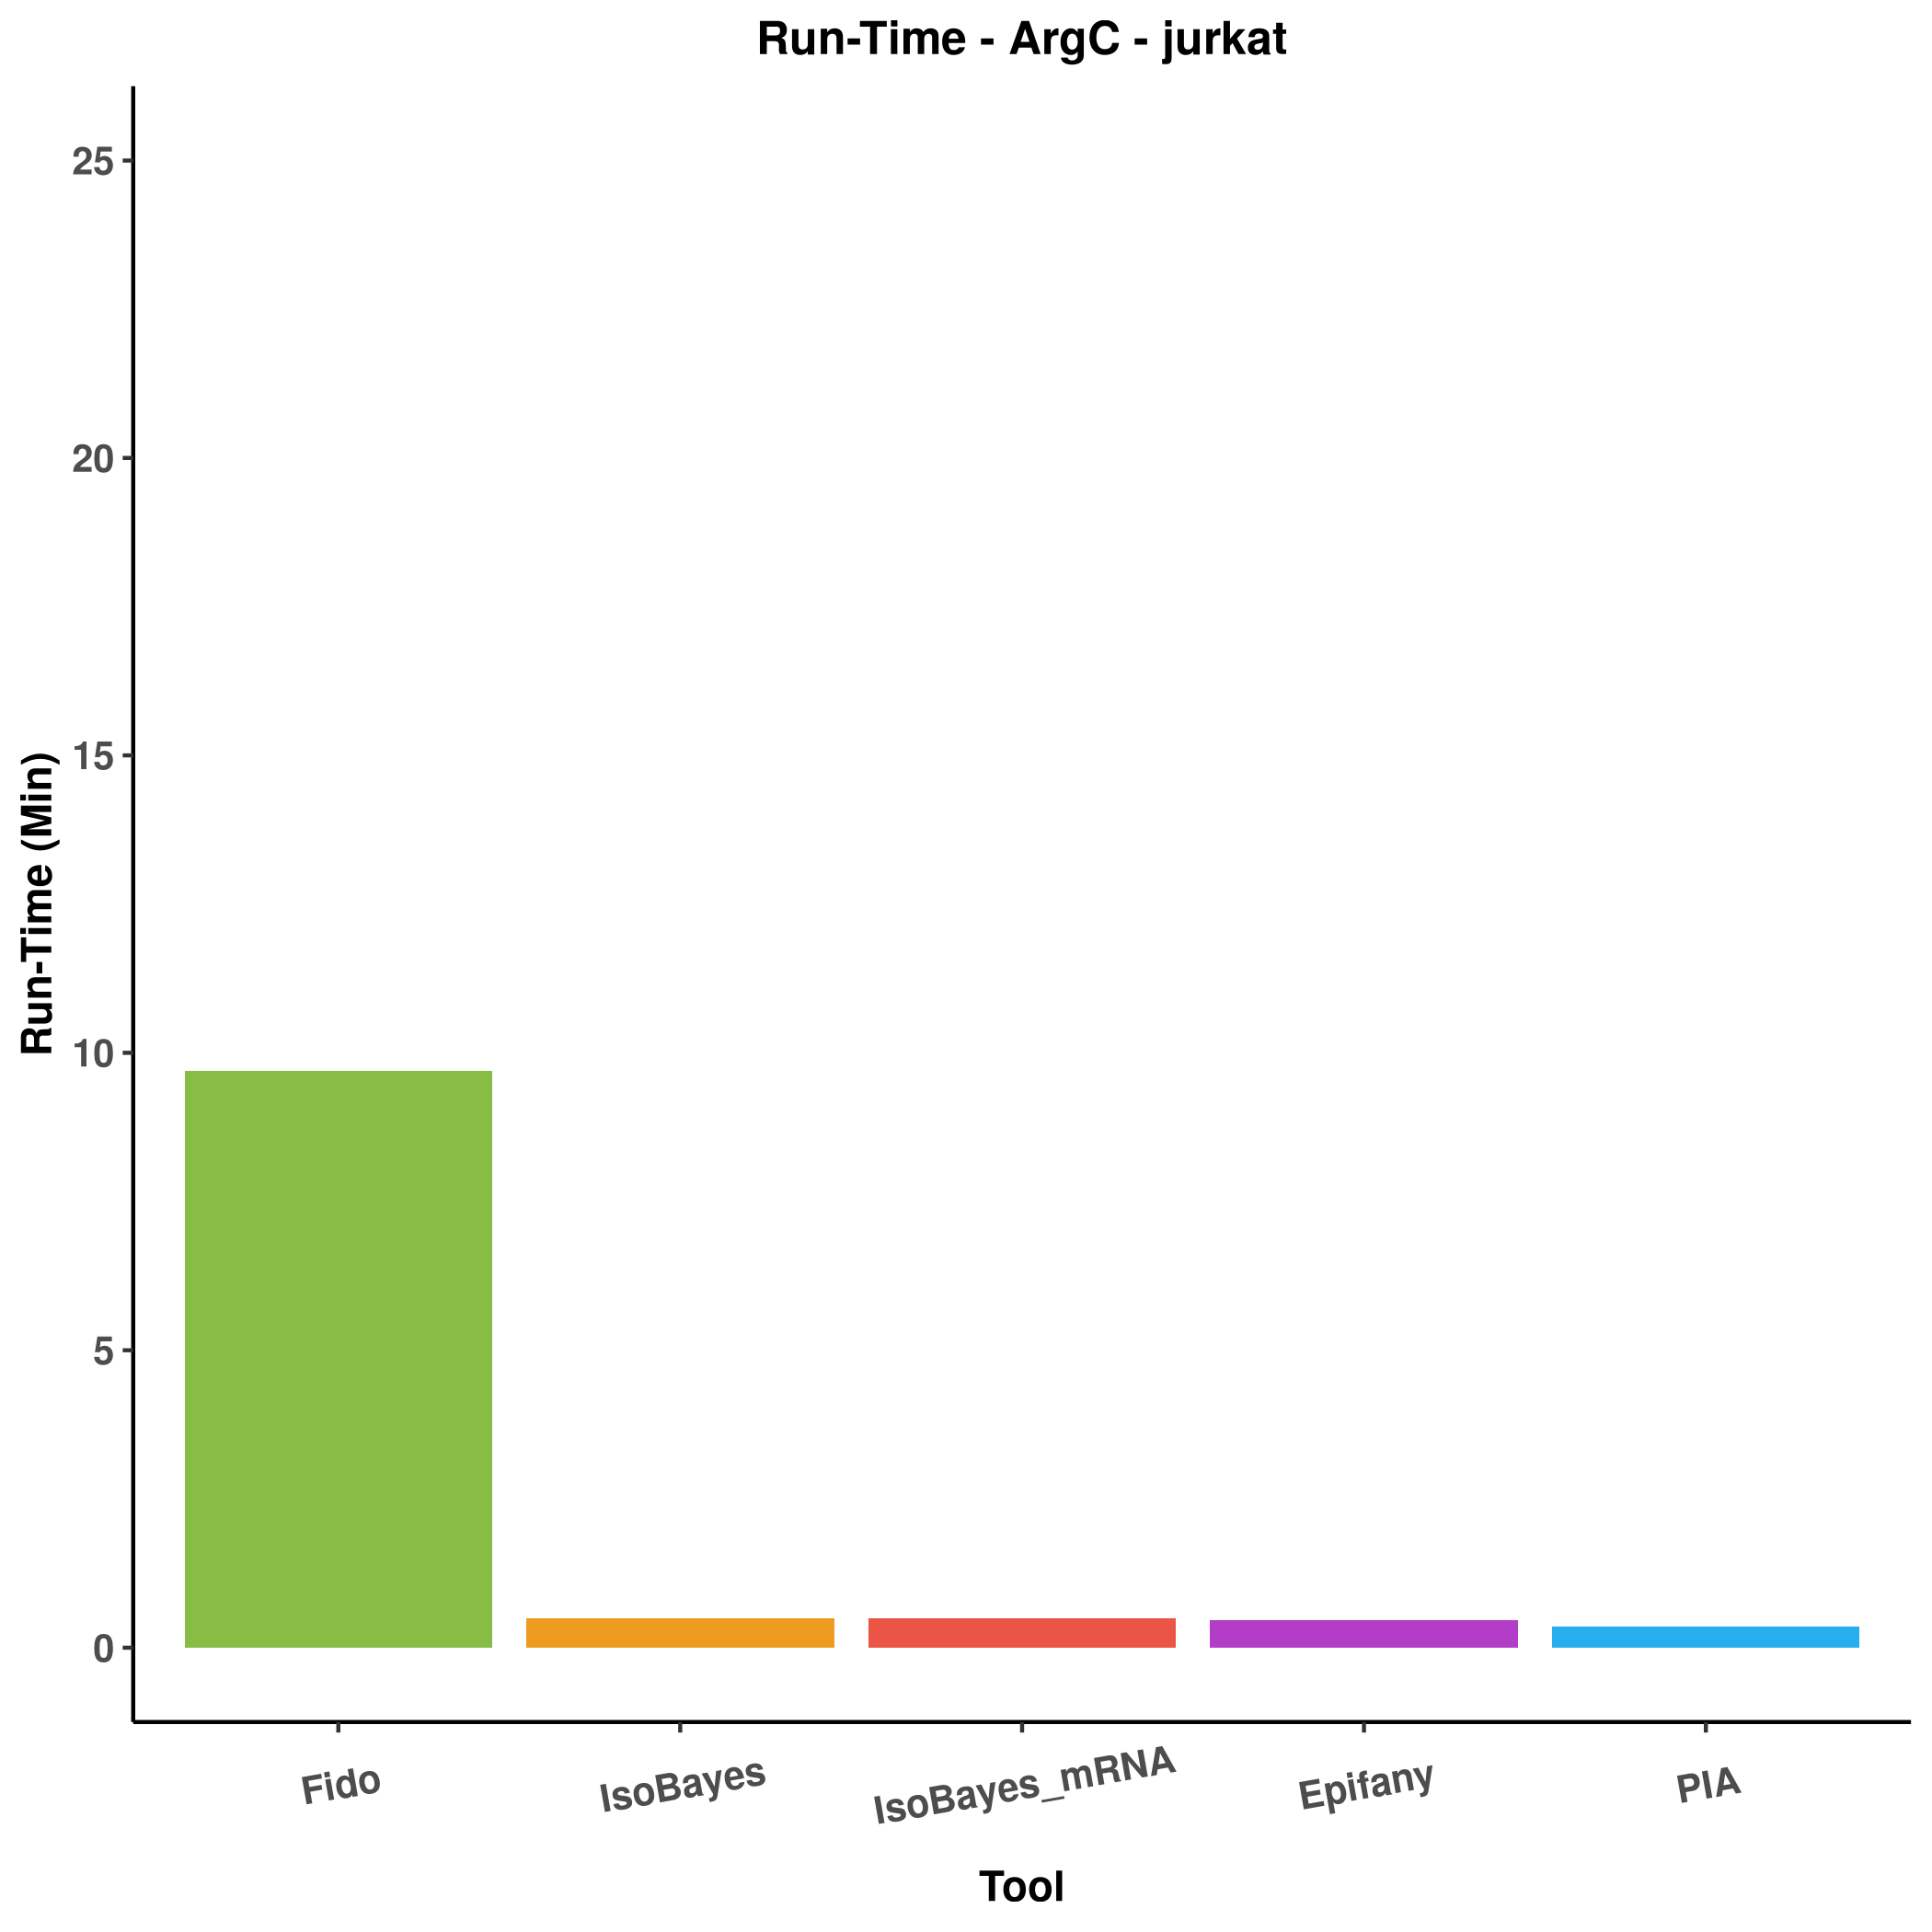 Run-Time - ArgC - jurkat
Run-Time (Min)
25
20
15
10
5
0
Fido
IsoBayes
IsoBayes_mRNA
Epifany
PIA
Tool